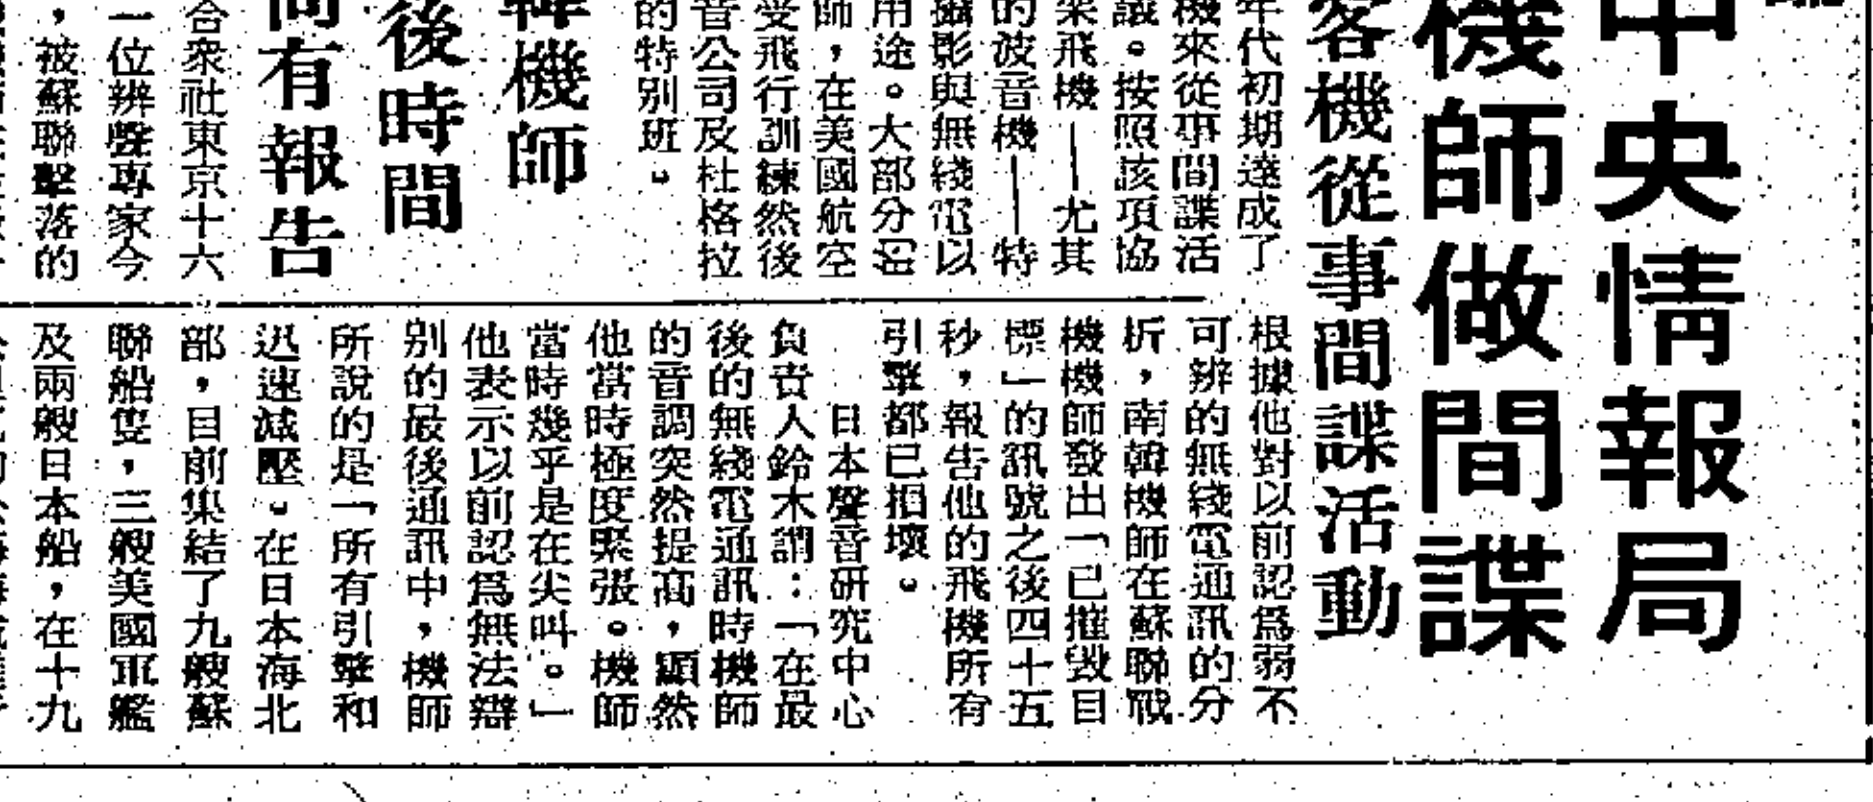 中央情報局
機師做間諜
客機從事間諜活動
年代初期達成了
機來從事間諜活
議。按照該項協
飛機——尤其
的波音機——特
攝影與無綫電以
用途。大部分
師,在美國航空
受飛行訓練然後
音公司及杜格拉
的特別班。
機師
後時間
有報告
合衆社東京十六
一位辨聲專家今
,被蘇聯擊落的
根據他對以前認爲弱不
可辨的無綫電通訊的分
析,南韓機師在蘇聯戰
機機師發出「已摧毀目
標」的訊號之後四十五
秒,報告他的飛機所有
引擎都已損壞。
日本聲音研究中心
負責人鈴木謂:「在最
後的無綫電通訊時機師
的音調突然提高,顯然
他當時極度緊張。機師
當時幾乎是在尖叫。」
他表示以前認爲無法辯
別的最後通訊中,機師
所說的是「所有引擎和
迅速減壓。在日本海北
部,目前集結了九艘蘇
聯船隻,三艘美國軍艦
及兩艘日本船,在十九